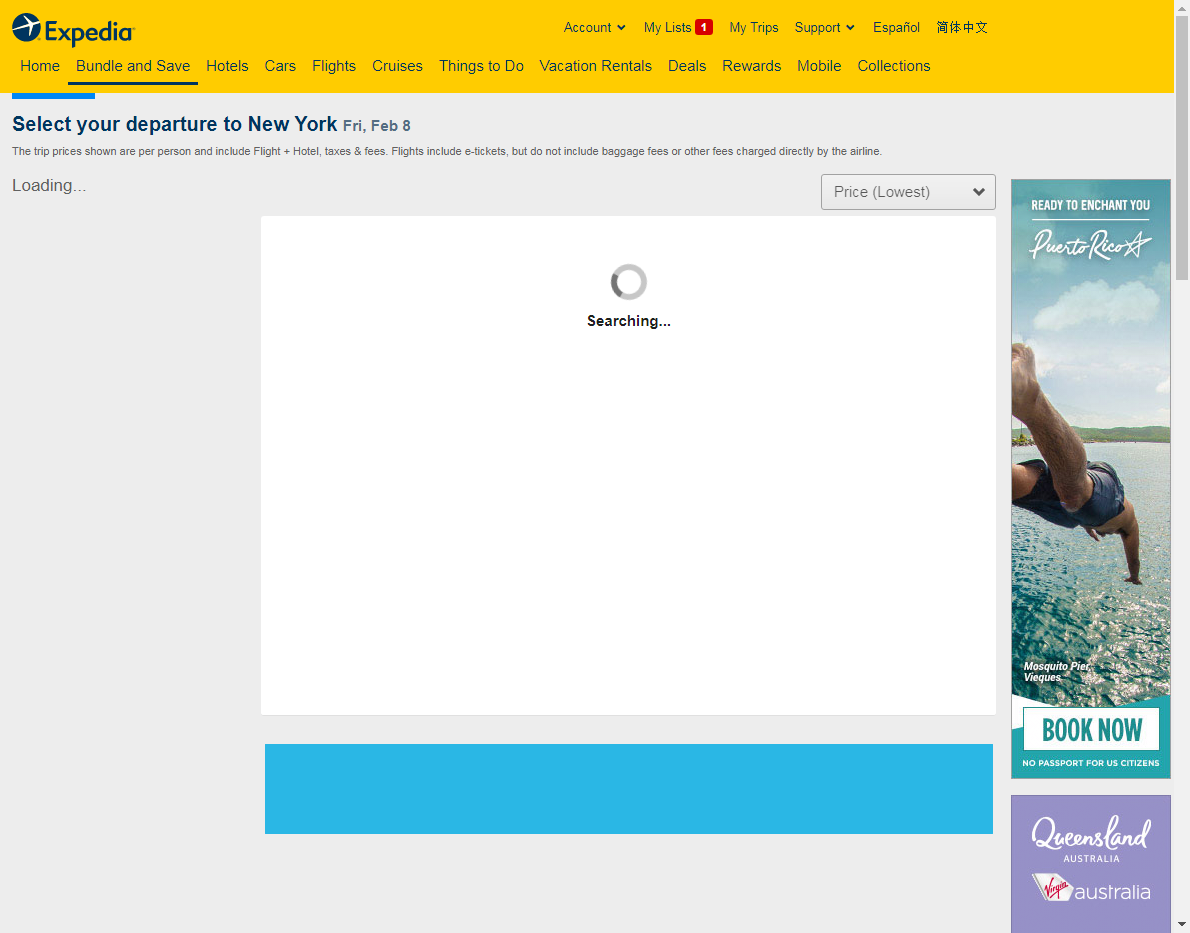 Expedia
Account
My Lists 1
My Trips
Support
Español
简体中文
Home
Bundle and Save
Hotels
Cars
Flights
Cruises
Things to Do
Vacation Rentals
Deals
Rewards
Mobile
Collections
Select your departure to New York Fri, Feb 8
The trip prices shown are per person and include Flight + Hotel, taxes & fees. Flights include e-tickets, but do not include baggage fees or other fees charged directly by the airline.
Loading...
Price (Lowest)
Searching...
READY TO ENCHANT YOU
Puerto Rico
Mosquito Pier,
Vieques
BOOK NOW
NO PASSPORT FOR US CITIZENS
Queensland
AUSTRALIA
Virgin australia